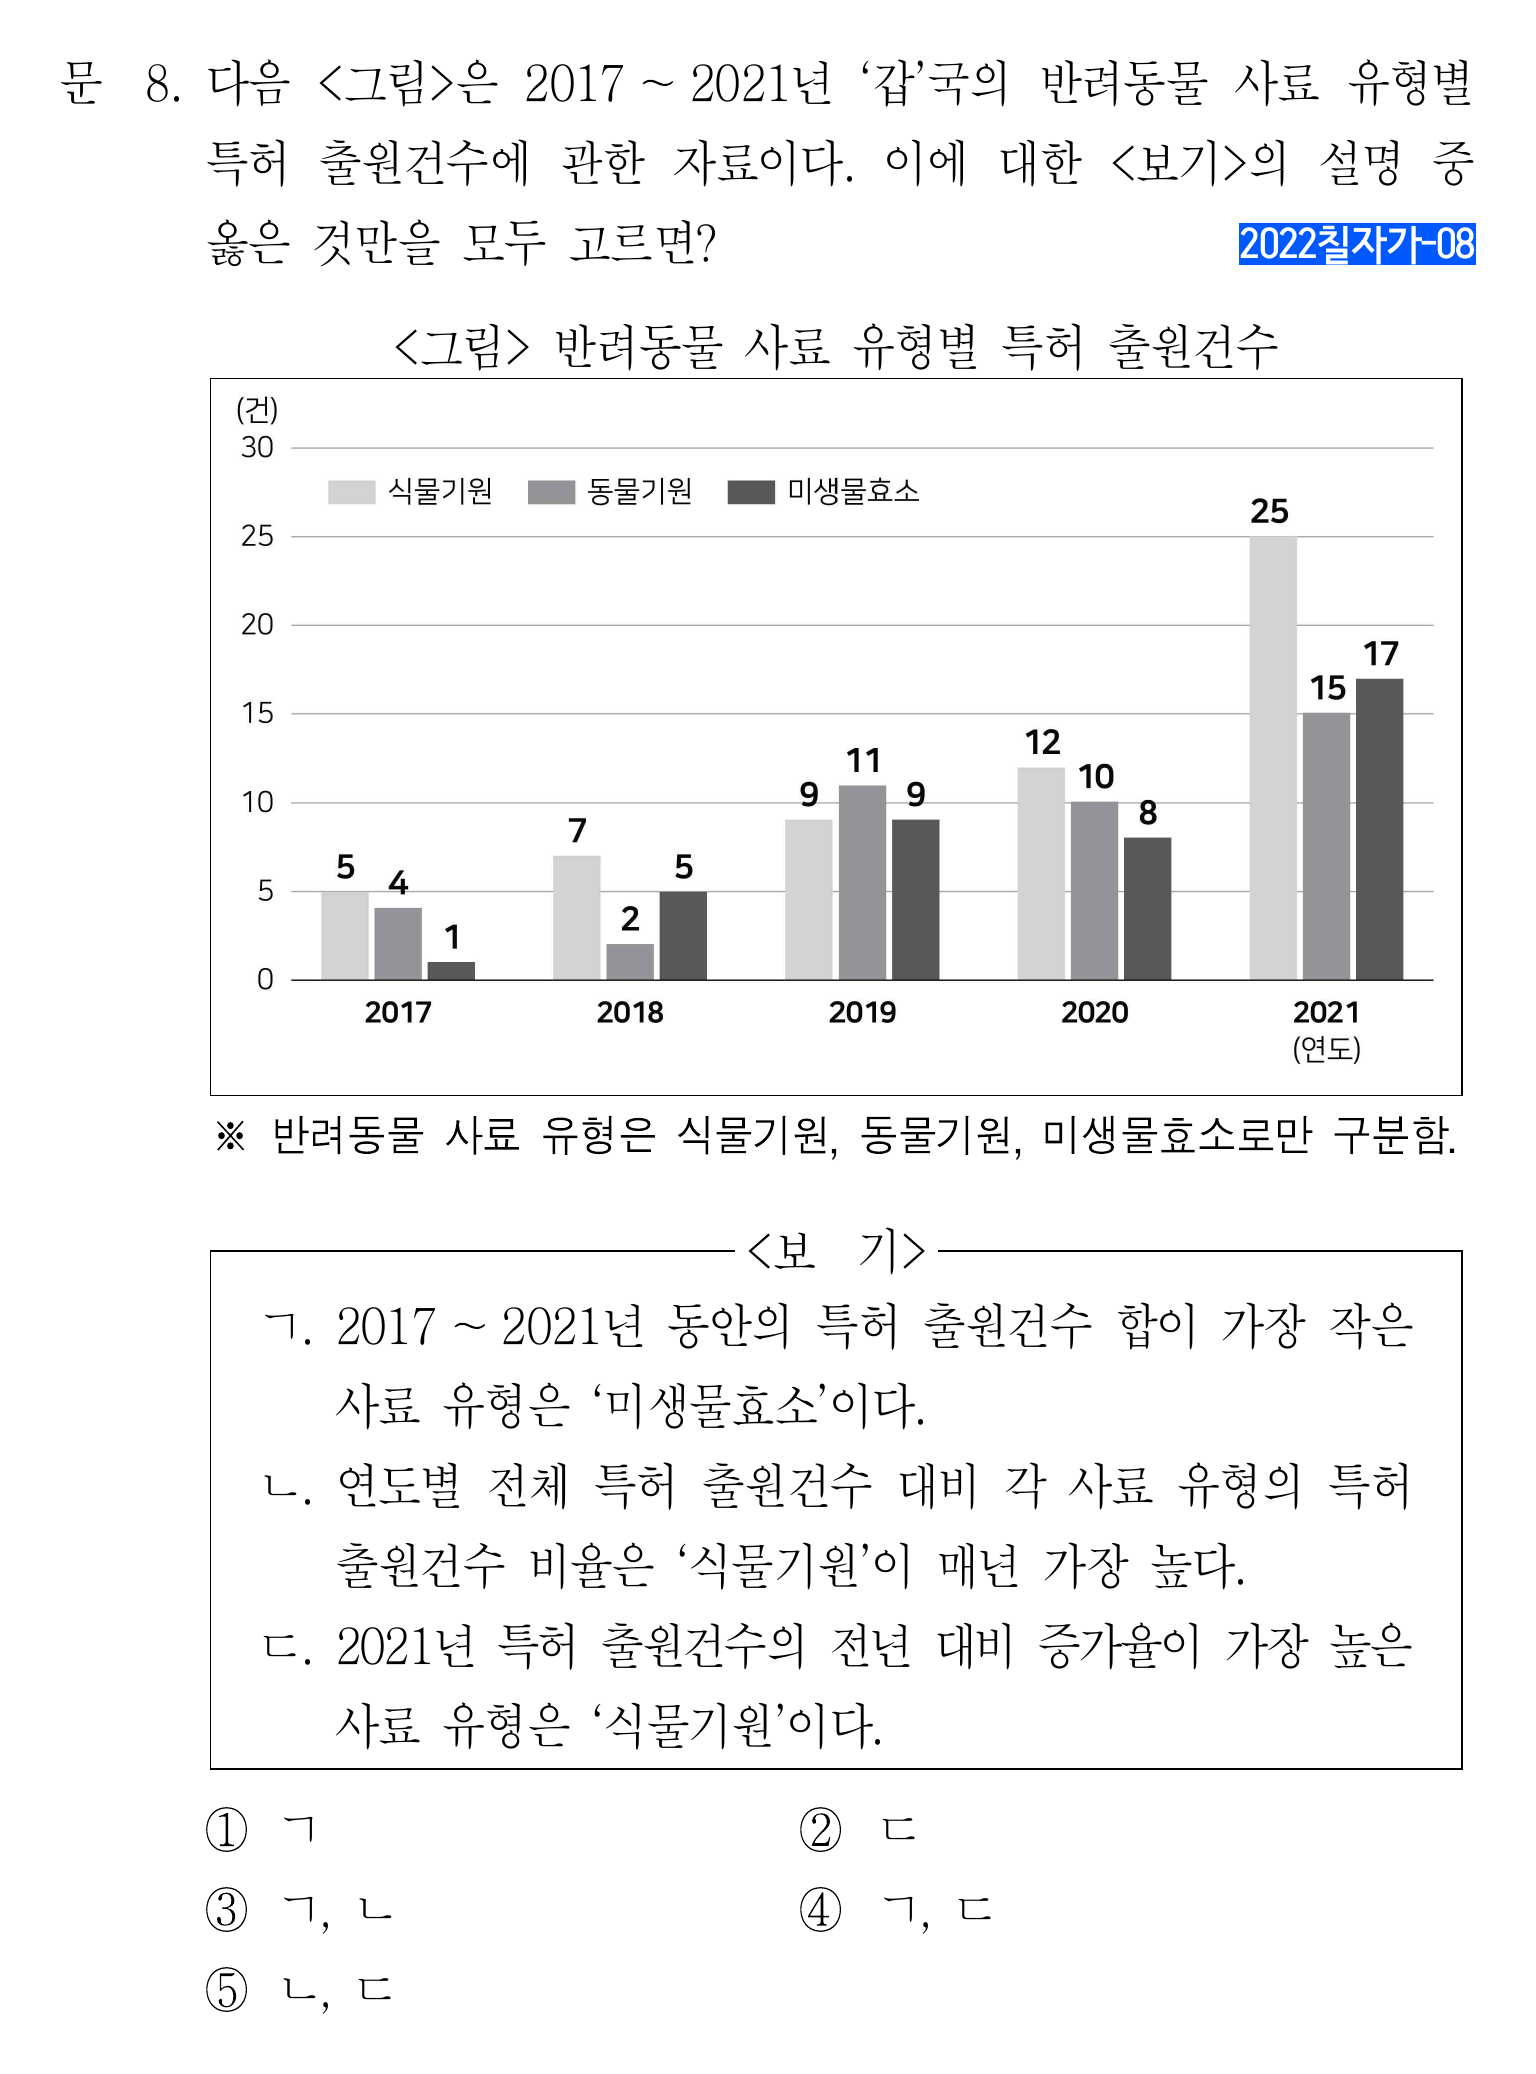 문 8. 다음 <그림>은 2017 ~ 2021년 ‘갑’국의 반려동물 사료 유형별
특허 출원건수에 관한 자료이다. 이에 대한 <보기>의 설명 중
옳은 것만을 모두 고르면?
2022칠자가-08
<그림> 반려동물 사료 유형별 특허 출원건수
(건)
30
식물기원 동물기원 미생물효소
25
25
20
17
15
15
12
11
10
10
9 9
8
7
5 5
5
4
2
1
0
2017 2018 2019 2020 2021
(연도)
※ 반려동물 사료 유형은 식물기원, 동물기원, 미생물효소로만 구분함.
<보 기>
ㄱ. 2017 ~ 2021년 동안의 특허 출원건수 합이 가장 작은
사료 유형은 ‘미생물효소’이다.
ㄴ. 연도별 전체 특허 출원건수 대비 각 사료 유형의 특허
출원건수 비율은 ‘식물기원’이 매년 가장 높다.
ㄷ. 2021년 특허 출원건수의 전년 대비 증가율이 가장 높은
사료 유형은 ‘식물기원’이다.
① ㄱ ② ㄷ
③ ㄱ, ㄴ ④ ㄱ, ㄷ
⑤ ㄴ, ㄷ